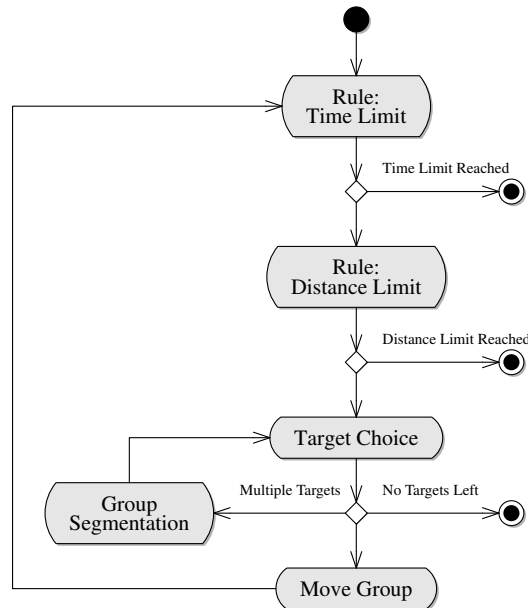 Rule:
Time Limit
Time Limit Reached
Rule:
Distance Limit
Distance Limit Reached
Target Choice
Multiple Targets
No Targets Left
Group
Segmentation
Move Group